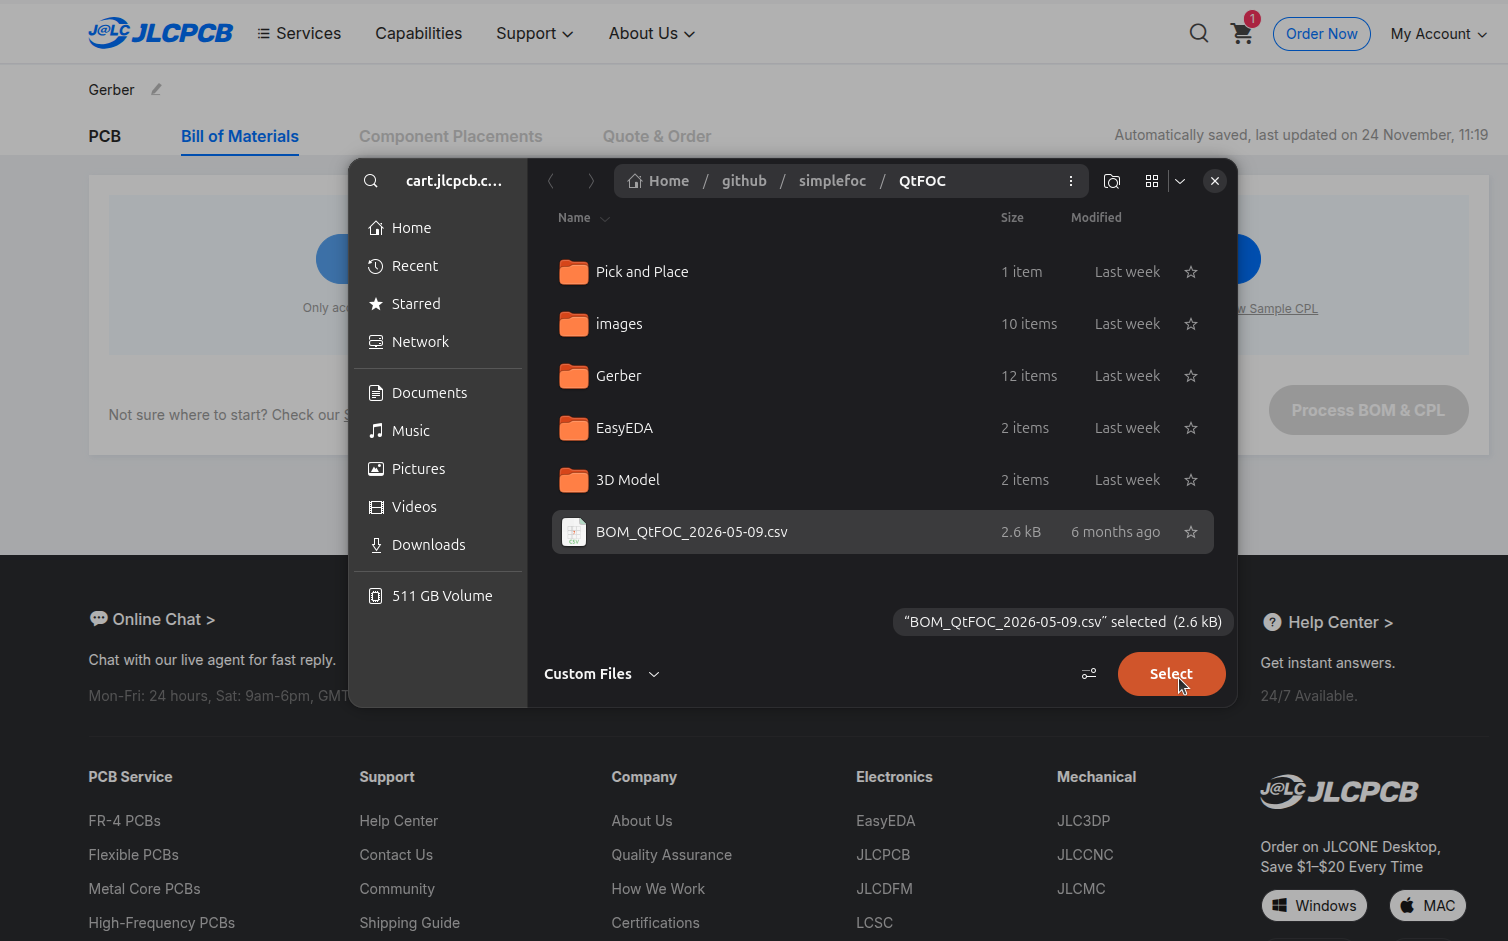 J@LC JLCPCB
Services
Capabilities
Support
About Us
1
Order Now
My Account
Gerber
PCB
Bill of Materials
Component Placements
Quote & Order
Automatically saved, last updated on 24 November, 11:19
cart.jlcpcb.c...
Home / github / simplefoc / QtFOC
Name
Size
Modified
Home
Recent
Starred
Network
Documents
Music
Pictures
Videos
Downloads
511 GB Volume
Pick and Place 1 item Last week
images 10 items Last week
Gerber 12 items Last week
EasyEDA 2 items Last week
3D Model 2 items Last week
CSV
BOM_QtFOC_2026-05-09.csv 2.6 kB 6 months ago
“BOM_QtFOC_2026-05-09.csv” selected (2.6 kB)
Custom Files
Select
Only
Sample CPL
Not sure where to start? Check our
Process BOM & CPL
Online Chat >
Chat with our live agent for fast reply.
Mon-Fri: 24 hours, Sat: 9am-6pm, GMT
Help Center >
Get instant answers.
24/7 Available.
PCB Service
FR-4 PCBs
Flexible PCBs
Metal Core PCBs
High-Frequency PCBs
Support
Help Center
Contact Us
Community
Shipping Guide
Company
About Us
Quality Assurance
How We Work
Certifications
Electronics
EasyEDA
JLCPCB
JLCDFM
LCSC
Mechanical
JLC3DP
JLCCNC
JLCMC
J@LC JLCPCB
Order on JLCONE Desktop,
Save $1–$20 Every Time
Windows
MAC